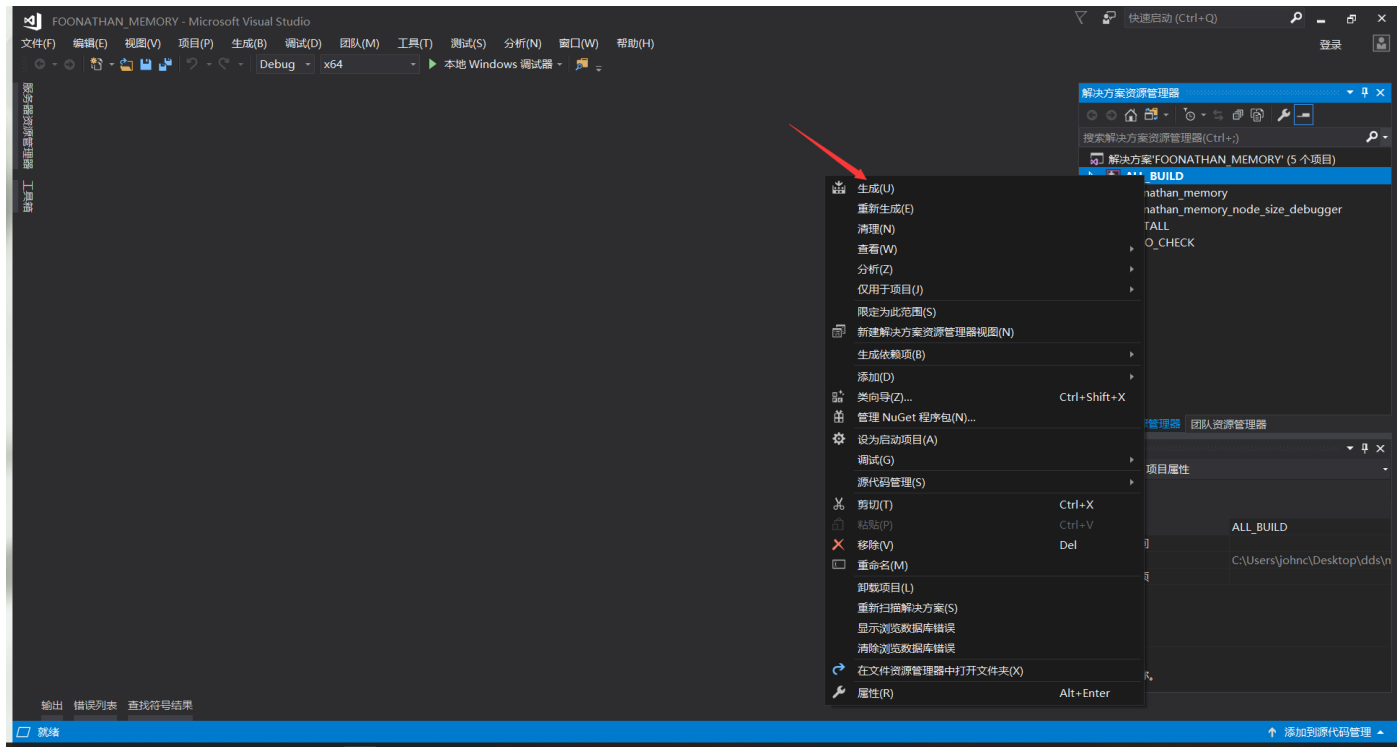 FOONATHAN_MEMORY - Microsoft Visual Studio
快速启动 (Ctrl+Q)
文件(F) 编辑(E) 视图(V) 项目(P) 生成(B) 调试(D) 团队(M) 工具(T) 测试(S) 分析(N) 窗口(W) 帮助(H)
登录
Debug x64 本地 Windows 调试器
服务器资源管理器
工具箱
解决方案资源管理器
搜索解决方案资源管理器(Ctrl+;)
解决方案'FOONATHAN_MEMORY' (5 个项目)
ALL_BUILD
nathan_memory
nathan_memory_node_size_debugger
TALL
O_CHECK
生成(U)
重新生成(E)
清理(N)
查看(W)
分析(Z)
仅用于项目(J)
限定为此范围(S)
新建解决方案资源管理器视图(N)
生成依赖项(B)
添加(D)
类向导(Z)... Ctrl+Shift+X
管理 NuGet 程序包(N)...
设为启动项目(A)
调试(G)
源代码管理(S)
剪切(T) Ctrl+X
粘贴(P) Ctrl+V
移除(V) Del
重命名(M)
卸载项目(L)
重新扫描解决方案(S)
显示浏览数据库错误
清除浏览数据库错误
在文件资源管理器中打开文件夹(X)
属性(R) Alt+Enter
管理器 团队资源管理器
项目属性
ALL_BUILD
C:\Users\johnc\Desktop\dds\n
输出 错误列表 查找符号结果
就绪
添加到源代码管理